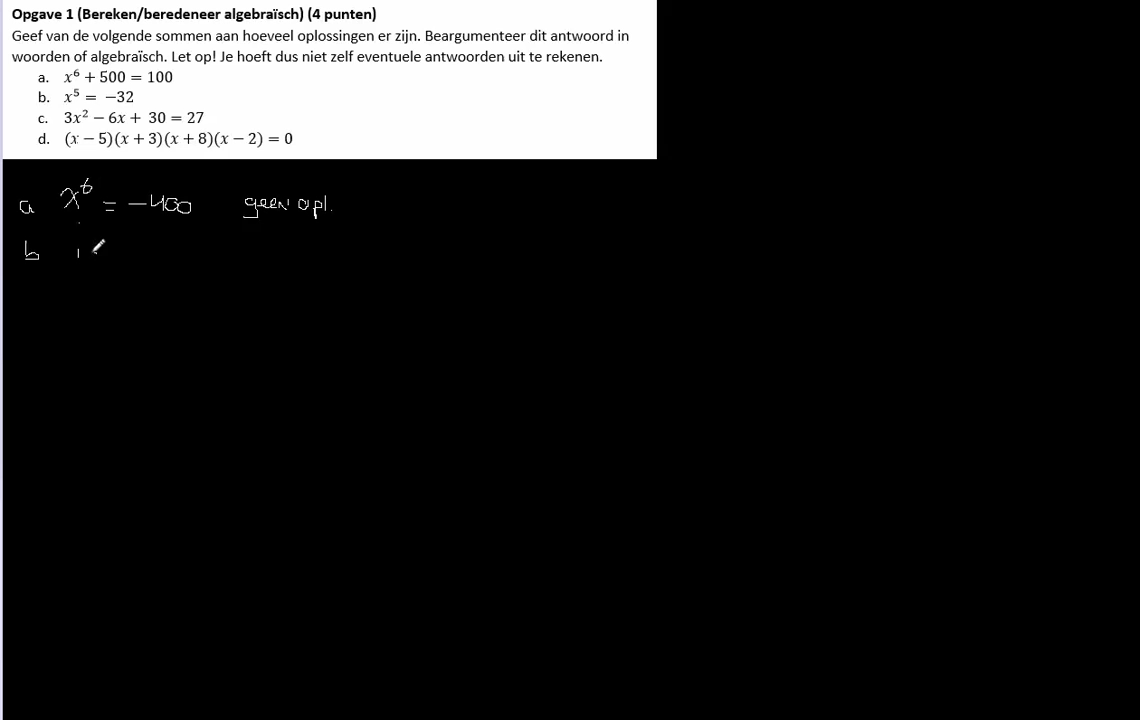 Opgave 1 (Bereken/beredeneer algebraïsch) (4 punten)
Geef van de volgende sommen aan hoeveel oplossingen er zijn. Beargumenteer dit antwoord in
woorden of algebraïsch. Let op! Je hoeft dus niet zelf eventuele antwoorden uit te rekenen.
a. x⁶ + 500 = 100
b. x⁵ = −32
c. 3x² − 6x + 30 = 27
d. (x − 5)(x + 3)(x + 8)(x − 2) = 0
a x⁶ = −400 geen opl.
b 1